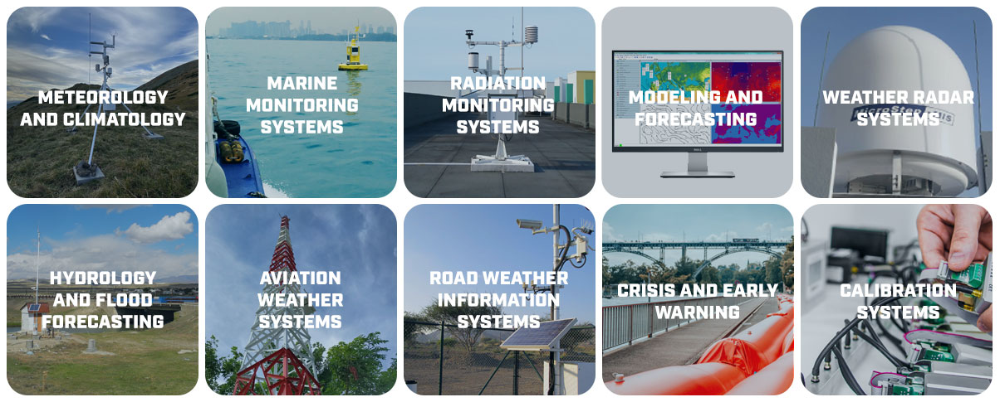 METEOROLOGY
AND CLIMATOLOGY
MARINE
MONITORING
SYSTEMS
RADIATION
MONITORING
SYSTEMS
MODELING AND
FORECASTING
DELL
WEATHER RADAR
SYSTEMS
HYDROLOGY
AND FLOOD
FORECASTING
AVIATION
WEATHER
SYSTEMS
ROAD WEATHER
INFORMATION
SYSTEMS
CRISIS AND EARLY
WARNING
CALIBRATION
SYSTEMS